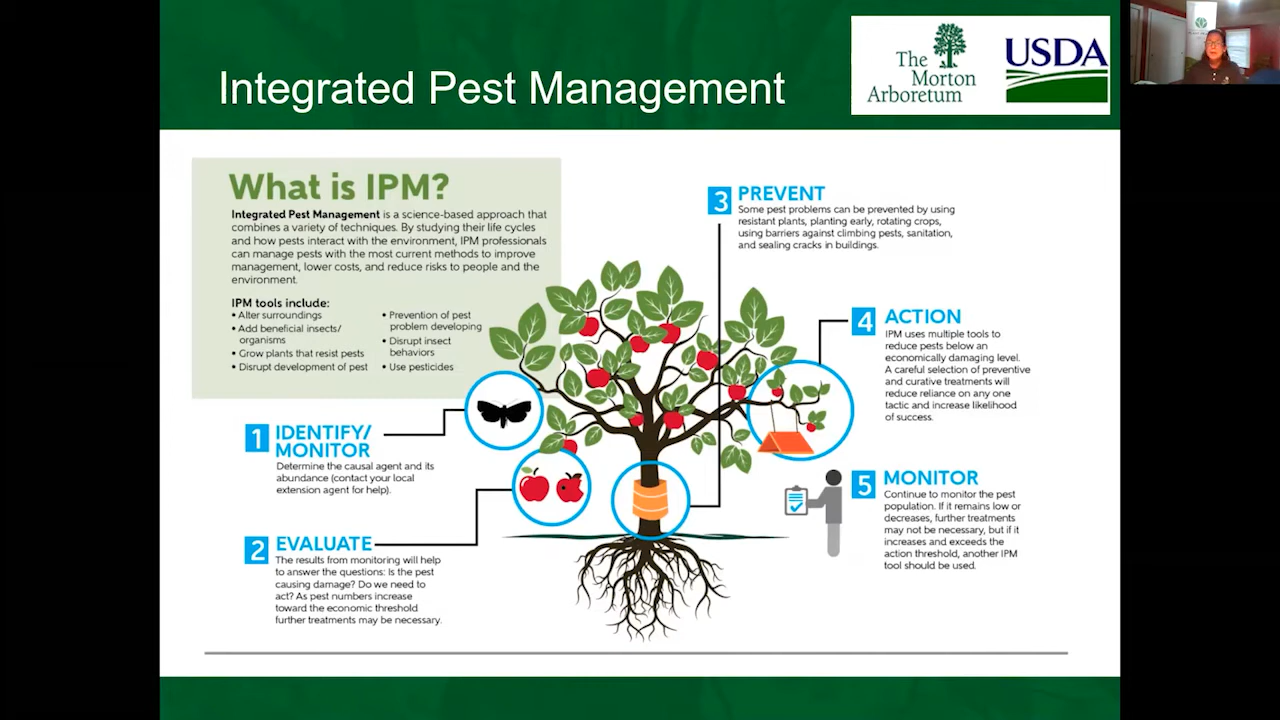 Integrated Pest Management
The
Morton
Arboretum
USDA
What is IPM?
Integrated Pest Management is a science-based approach that
combines a variety of techniques. By studying their life cycles
and how pests interact with the environment, IPM professionals
can manage pests with the most current methods to improve
management, lower costs, and reduce risks to people and the
environment.
IPM tools include:
• Alter surroundings
• Add beneficial insects/
organisms
• Grow plants that resist pests
• Disrupt development of pest
• Prevention of pest
problem developing
• Disrupt insect
behaviors
• Use pesticides
1 IDENTIFY/
MONITOR
Determine the causal agent and its
abundance (contact your local
extension agent for help).
2 EVALUATE
The results from monitoring will help
to answer the questions: Is the pest
causing damage? Do we need to
act? As pest numbers increase
toward the economic threshold
further treatments may be necessary.
3 PREVENT
Some pest problems can be prevented by using
resistant plants, planting early, rotating crops,
using barriers against climbing pests, sanitation,
and sealing cracks in buildings.
4 ACTION
IPM uses multiple tools to
reduce pests below an
economically damaging level.
A careful selection of preventive
and curative treatments will
reduce reliance on any one
tactic and increase likelihood
of success.
5 MONITOR
Continue to monitor the pest
population. If it remains low or
decreases, further treatments
may not be necessary, but if it
increases and exceeds the
action threshold, another IPM
tool should be used.